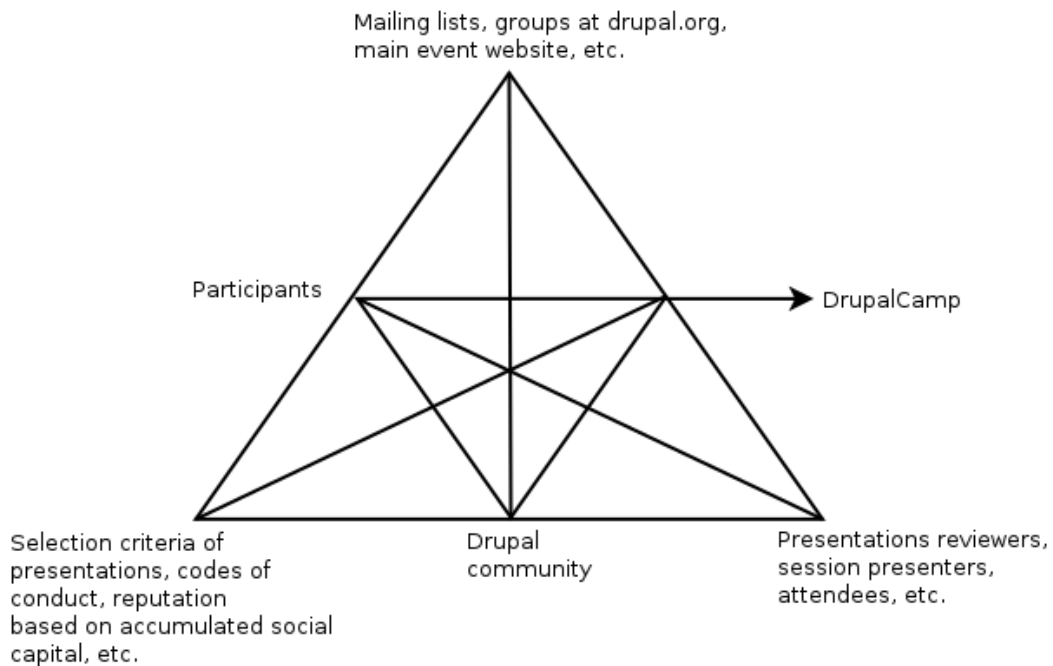 Mailing lists, groups at drupal.org,
main event website, etc.
Participants
DrupalCamp
Selection criteria of
presentations, codes of
conduct, reputation
based on accumulated social
capital, etc.
Drupal
community
Presentations reviewers,
session presenters,
attendees, etc.